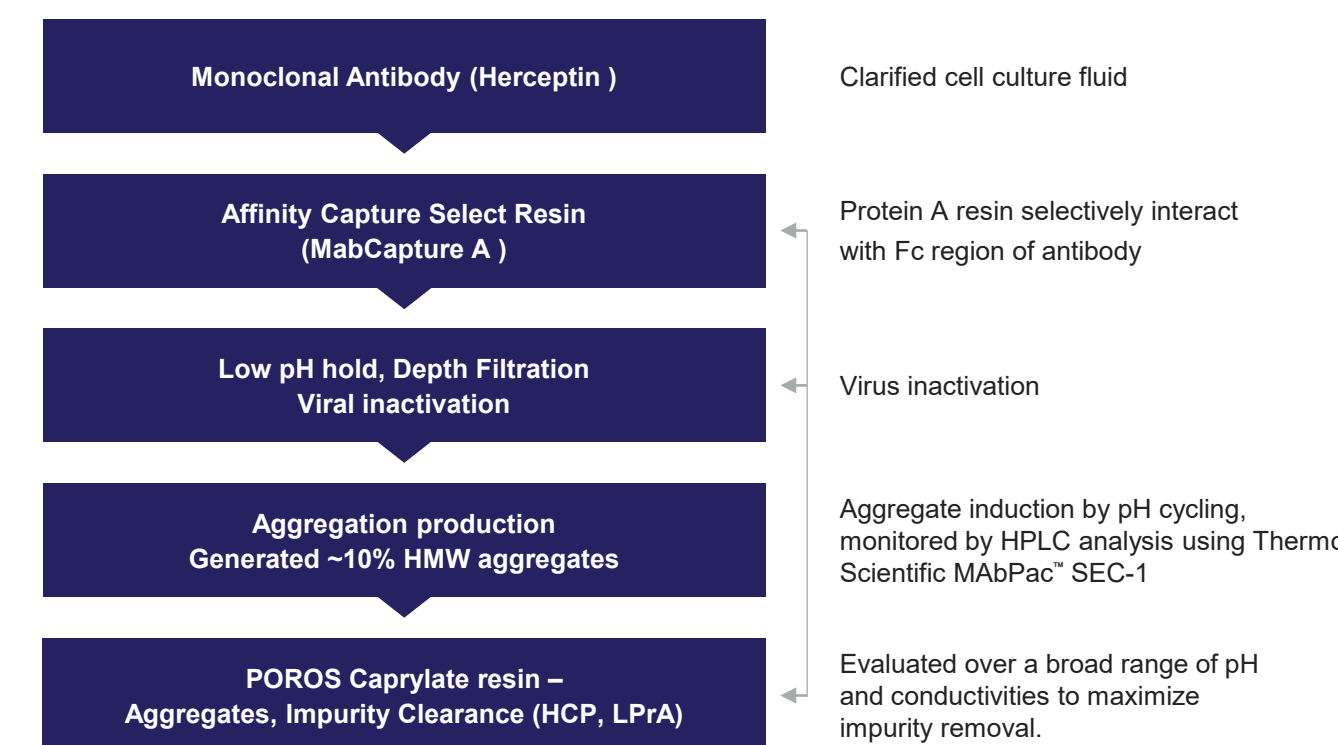 Monoclonal Antibody (Herceptin )
Clarified cell culture fluid
Affinity Capture Select Resin
(MabCapture A )
Protein A resin selectively interact
with Fc region of antibody
Low pH hold, Depth Filtration
Viral inactivation
Virus inactivation
Aggregation production
Generated ~10% HMW aggregates
Aggregate induction by pH cycling,
monitored by HPLC analysis using Thermo
Scientific MAbPac™ SEC-1
POROS Caprylate resin –
Aggregates, Impurity Clearance (HCP, LPrA)
Evaluated over a broad range of pH
and conductivities to maximize
impurity removal.